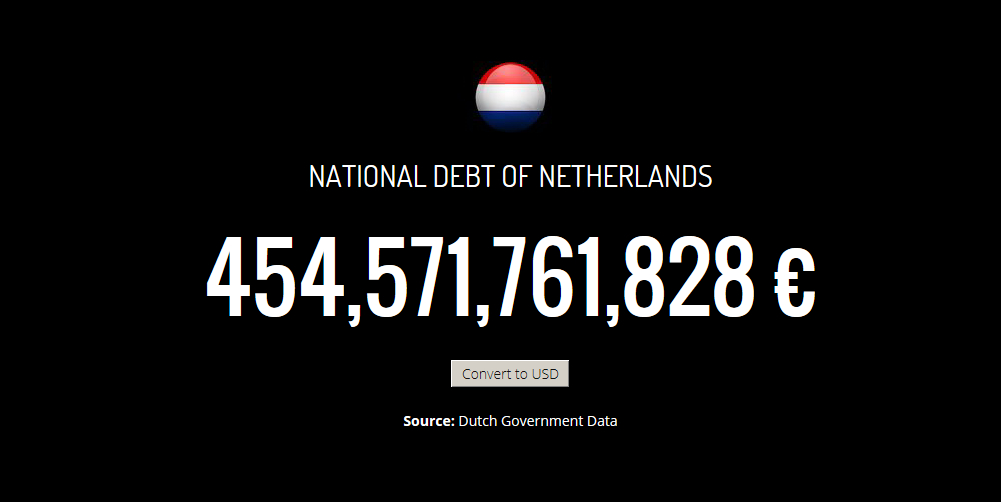 NATIONAL DEBT OF NETHERLANDS
454,571,761,828 €
Convert to USD
Source: Dutch Government Data